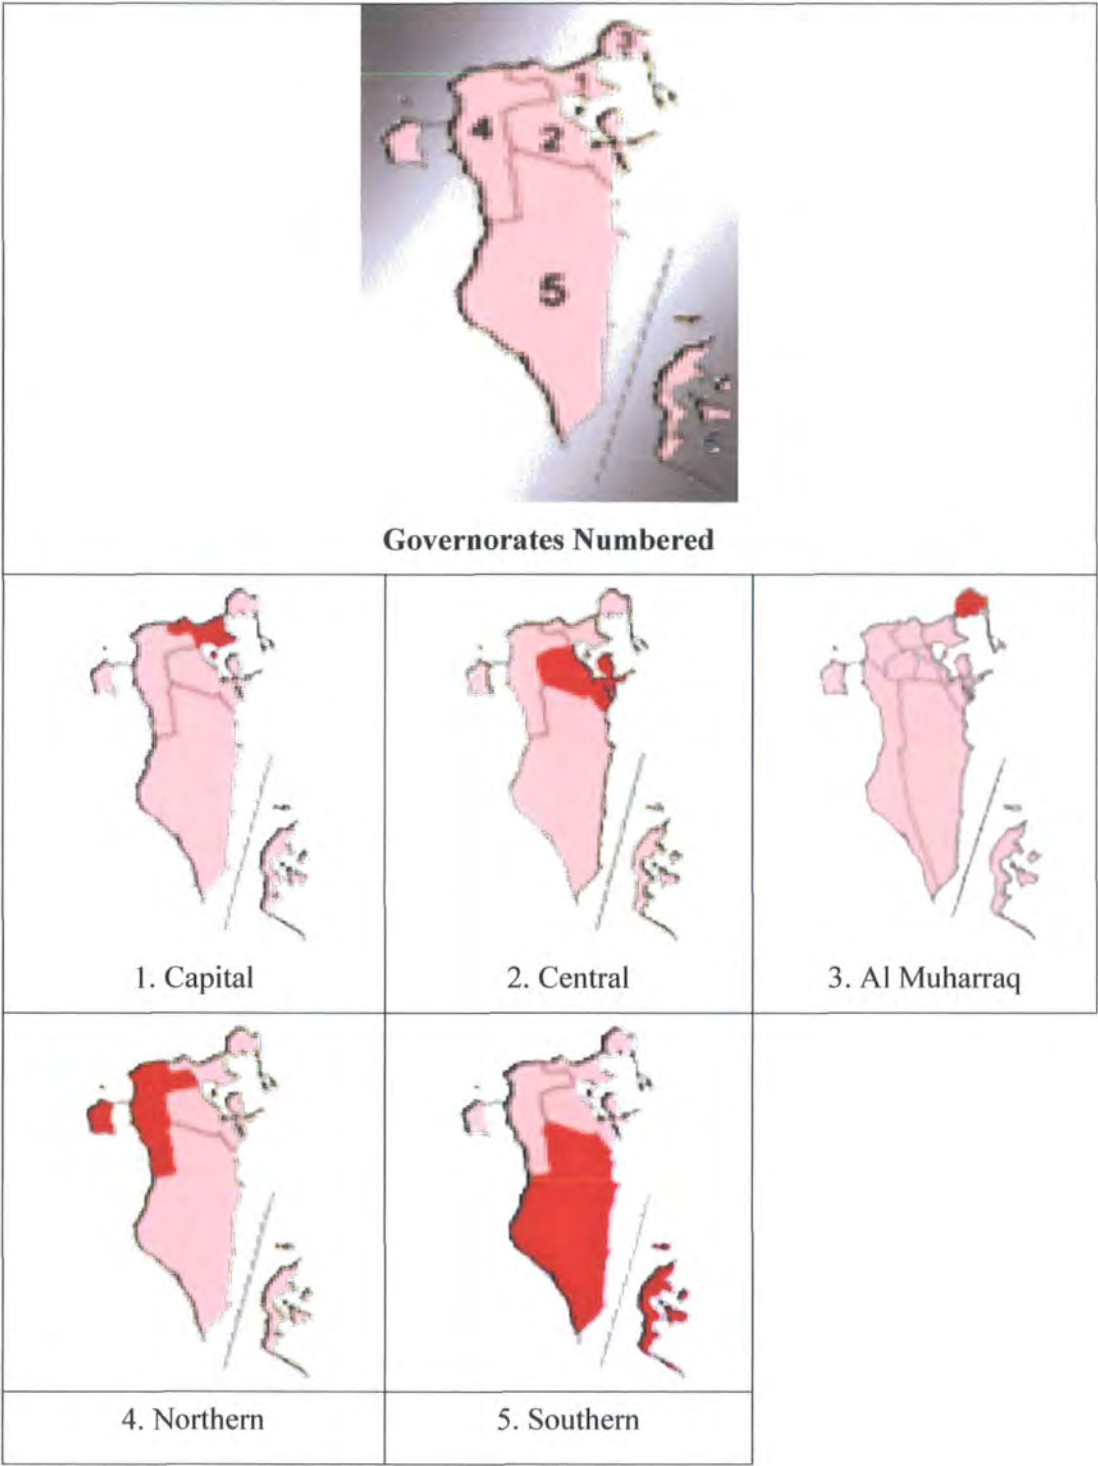 3
1
4
2
5
Governorates Numbered
1. Capital
2. Central
3. Al Muharraq
4. Northern
5. Southern